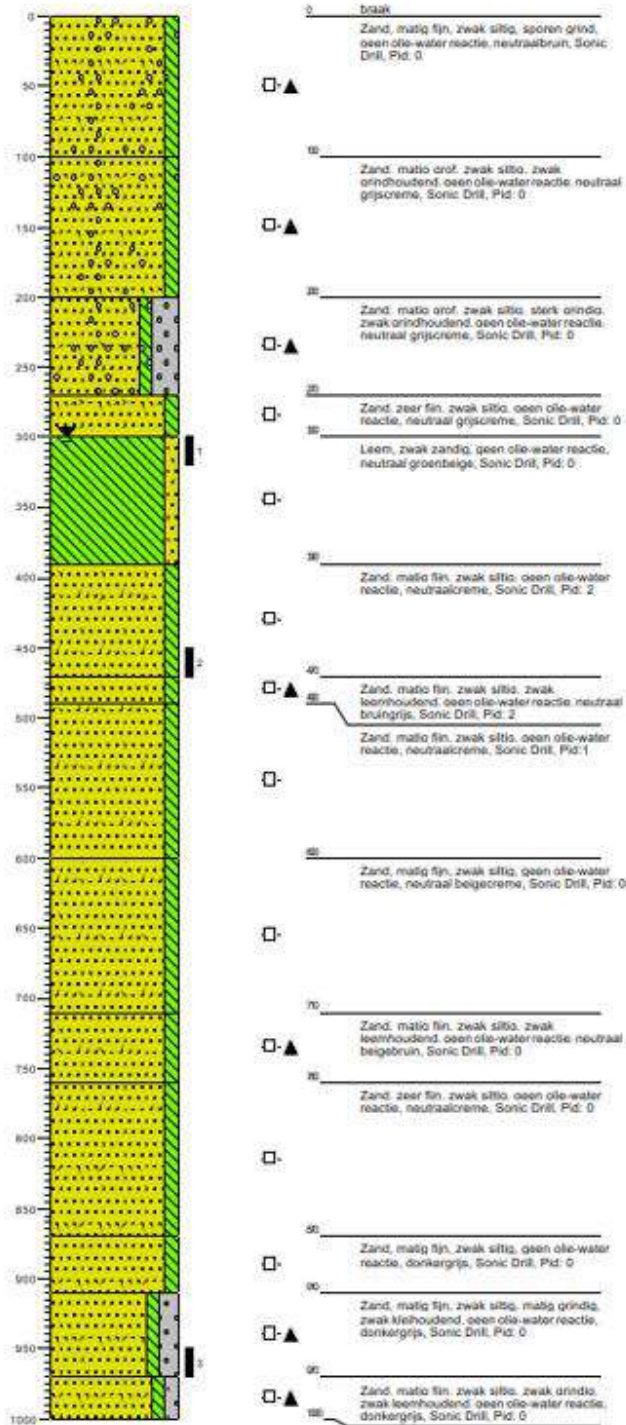 0
50
100
150
200
250
300
350
400
450
500
550
600
650
700
750
800
850
900
950
1000
1
2
3
0 braak
Zand, matig fijn, zwak siltig, sporen grind,
geen olie-water reactie, neutraalbruin, Sonic
Drill, Pid: 0
Zand, matig grof, zwak siltig, zwak
grindhoudend, geen olie-water reactie, neutraal
grijscreme, Sonic Drill, Pid: 0
Zand, matig grof, zwak siltig, sterk grindig,
zwak grindhoudend, geen olie-water reactie,
neutraal grijscreme, Sonic Drill, Pid: 0
Zand, zeer fijn, zwak siltig, geen olie-water
reactie, neutraal grijscreme, Sonic Drill, Pid: 0
Leem, zwak zandig, geen olie-water reactie,
neutraal groenbeige, Sonic Drill, Pid: 0
Zand, matig fijn, zwak siltig, geen olie-water
reactie, neutraalcreme, Sonic Drill, Pid: 2
Zand, matig fijn, zwak siltig, zwak
leemhoudend, geen olie-water reactie, neutraal
bruingrijs, Sonic Drill, Pid: 2
Zand, matig fijn, zwak siltig, geen olie-water
reactie, neutraalcreme, Sonic Drill, Pid:1
Zand, matig fijn, zwak siltig, geen olie-water
reactie, neutraal beigecreme, Sonic Drill, Pid: 0
Zand, matig fijn, zwak siltig, zwak
leemhoudend, geen olie-water reactie, neutraal
beigebruin, Sonic Drill, Pid: 0
Zand, zeer fijn, zwak siltig, geen olie-water
reactie, neutraalcreme, Sonic Drill, Pid: 0
Zand, matig fijn, zwak siltig, geen olie-water
reactie, donkergrijs, Sonic Drill, Pid: 0
Zand, matig fijn, zwak siltig, matig grindig,
zwak kleihoudend, geen olie-water reactie,
donkergrijs, Sonic Drill, Pid: 0
Zand, matig fijn, zwak siltig, zwak grindig,
zwak leemhoudend, geen olie-water reactie,
donkergrijs, Sonic Drill, Pid: 0